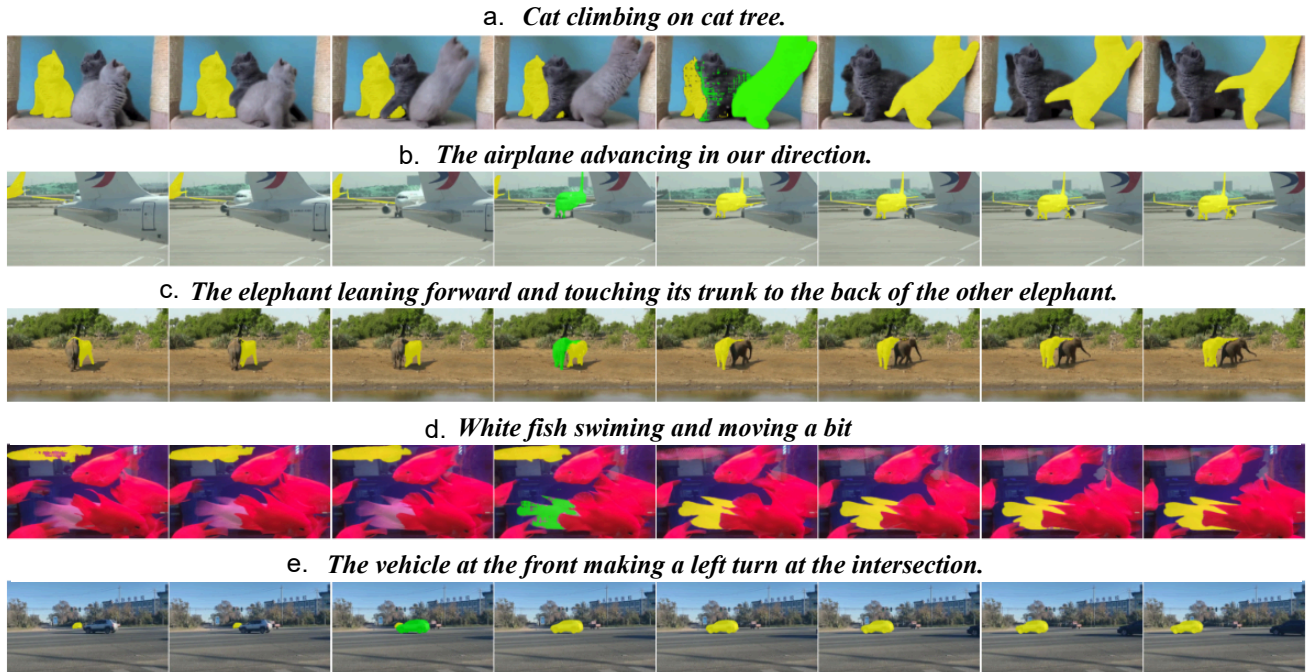 a. Cat climbing on cat tree.
b. The airplane advancing in our direction.
c. The elephant leaning forward and touching its trunk to the back of the other elephant.
d. White fish swiming and moving a bit
e. The vehicle at the front making a left turn at the intersection.